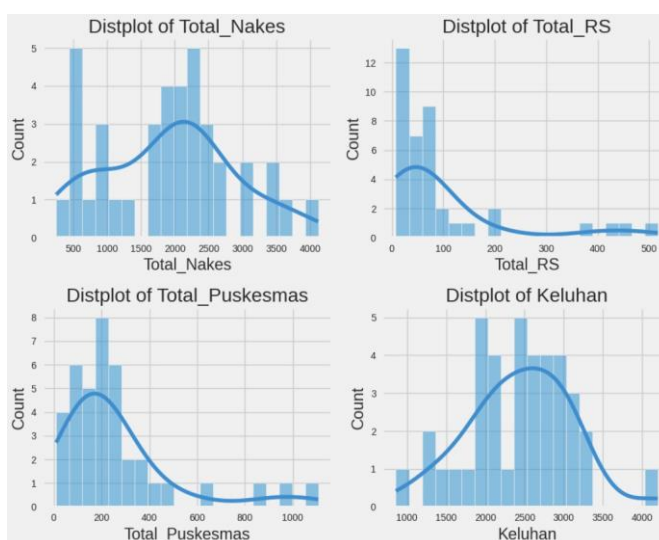 Distplot of Total_Nakes
5
4
3
2
1
0
Count
500 1000 1500 2000 2500 3000 3500 4000
Total_Nakes
Distplot of Total_RS
12
10
8
6
4
2
0
Count
0 100 200 300 400 500
Total_RS
Distplot of Total_Puskesmas
8
7
6
5
4
3
2
1
0
Count
0 200 400 600 800 1000
Total_Puskesmas
Distplot of Keluhan
5
4
3
2
1
0
Count
1000 1500 2000 2500 3000 3500 4000
Keluhan